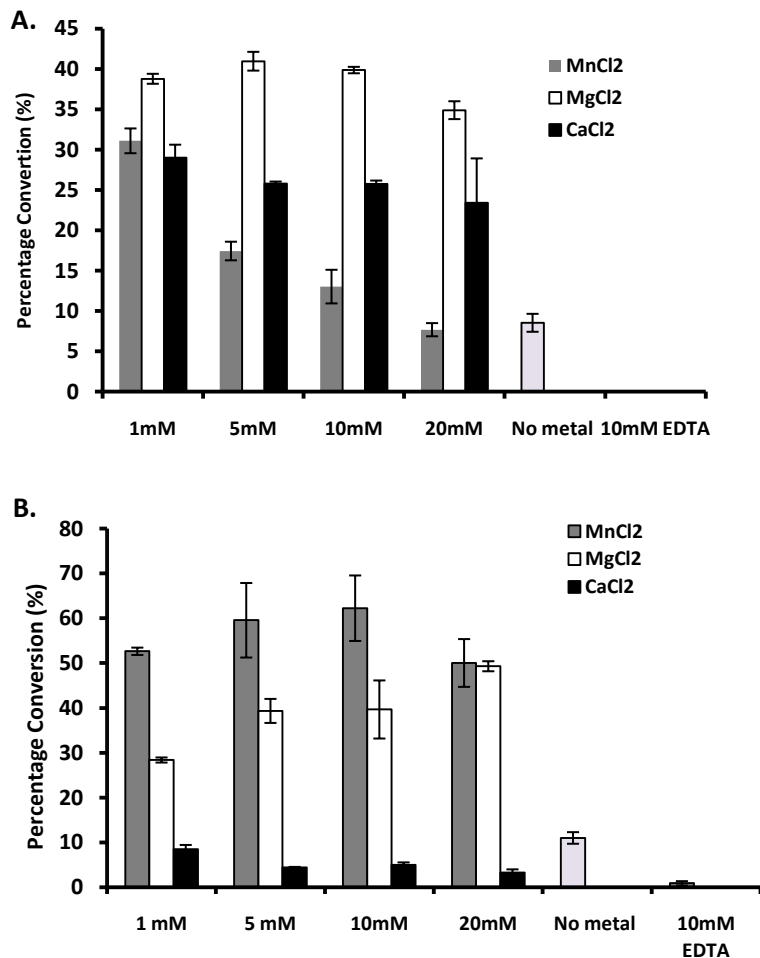 A.
45
40
35
30
25
20
15
10
5
0
Percentage Convertion (%)
MnCl2
MgCl2
CaCl2
1mM 5mM 10mM 20mM No metal 10mM EDTA
B.
80
70
60
50
40
30
20
10
0
Percentage Conversion (%)
MnCl2
MgCl2
CaCl2
1 mM 5 mM 10mM 20mM No metal 10mM
EDTA